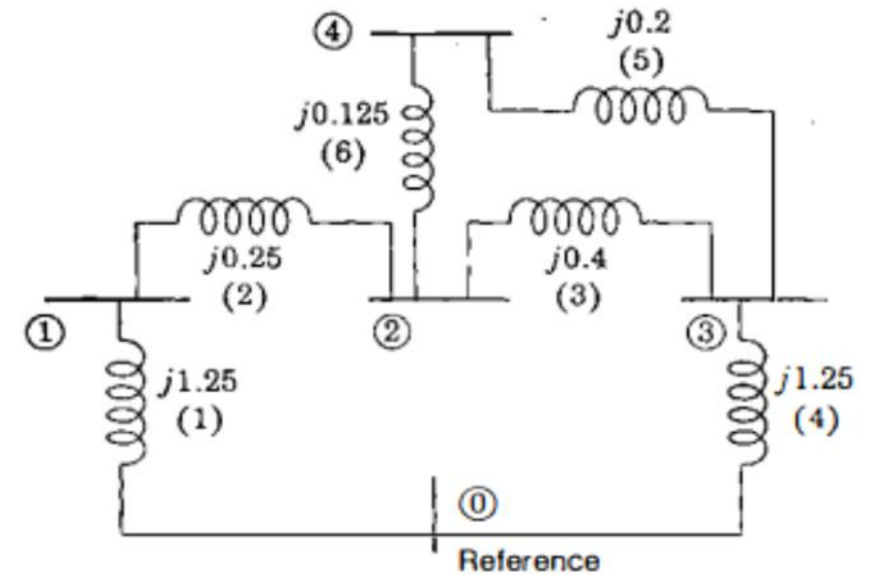 ④
j0.2
(5)
j0.125
(6)
j0.25
(2)
j0.4
(3)
①
②
③
j1.25
(1)
j1.25
(4)
⓪
Reference